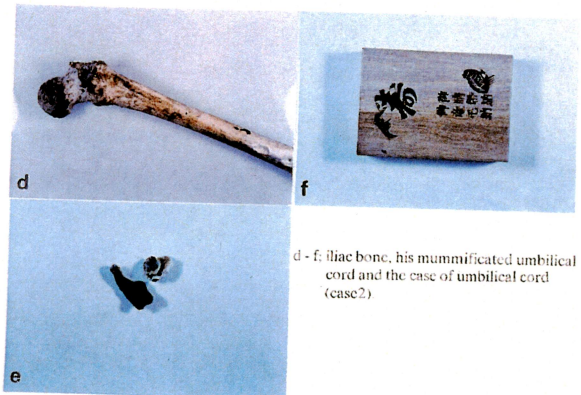 d
f
e
d - f: iliac bone, his mummificated umbilical
cord and the case of umbilical cord
(case2)